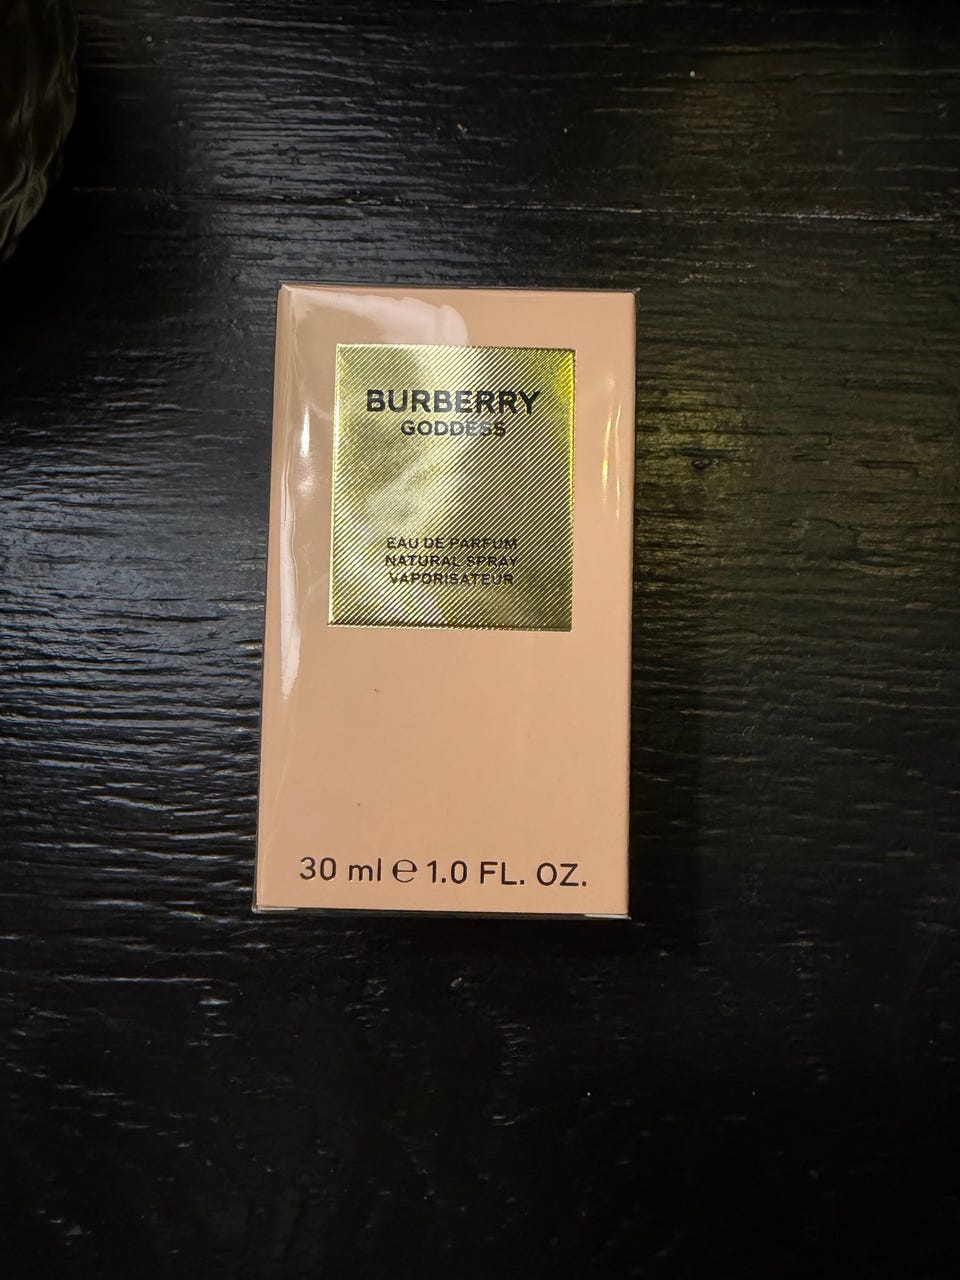 BURBERRY
GODDESS
EAU DE PARFUM
NATURAL SPRAY
VAPORISATEUR
30 ml ℮ 1.0 FL. OZ.